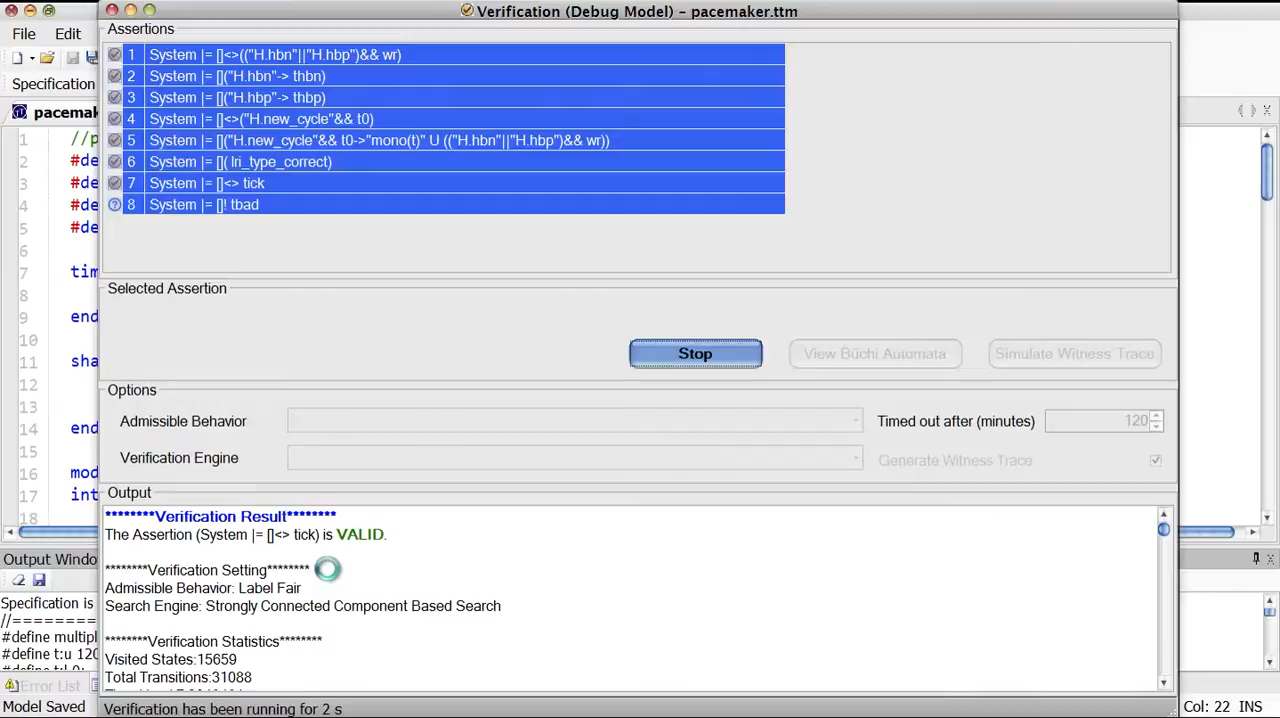 Verification (Debug Model) - pacemaker.ttm
File Edit
Assertions
1 System |= []<>(("H.hbn"||"H.hbp")&& wr)
2 System |= []("H.hbn"-> thbn)
3 System |= []("H.hbp"-> thbp)
4 System |= []<>("H.new_cycle"&& t0)
5 System |= []("H.new_cycle"&& t0->"mono(t)" U (("H.hbn"||"H.hbp")&& wr))
6 System |= []( lri_type_correct)
7 System |= []<> tick
8 System |= []! tbad
Specification
pacemak
1 //p
2 #de
3 #de
4 #de
5 #de
6
7 tim
8
9 end
10
11 sha
12
13
14 end
15
16 mod
17 int
18
Selected Assertion
Stop View Büchi Automata Simulate Witness Trace
Options
Admissible Behavior
Timed out after (minutes) 120
Verification Engine
Generate Witness Trace
Output
********Verification Result********
The Assertion (System |= []<> tick) is VALID.
********Verification Setting********
Admissible Behavior: Label Fair
Search Engine: Strongly Connected Component Based Search
********Verification Statistics********
Visited States:15659
Total Transitions:31088
Output Windo
Specification is
//=========
#define multipl
#define t:u 120
Error List
Model Saved
Verification has been running for 2 s
Col: 22 INS